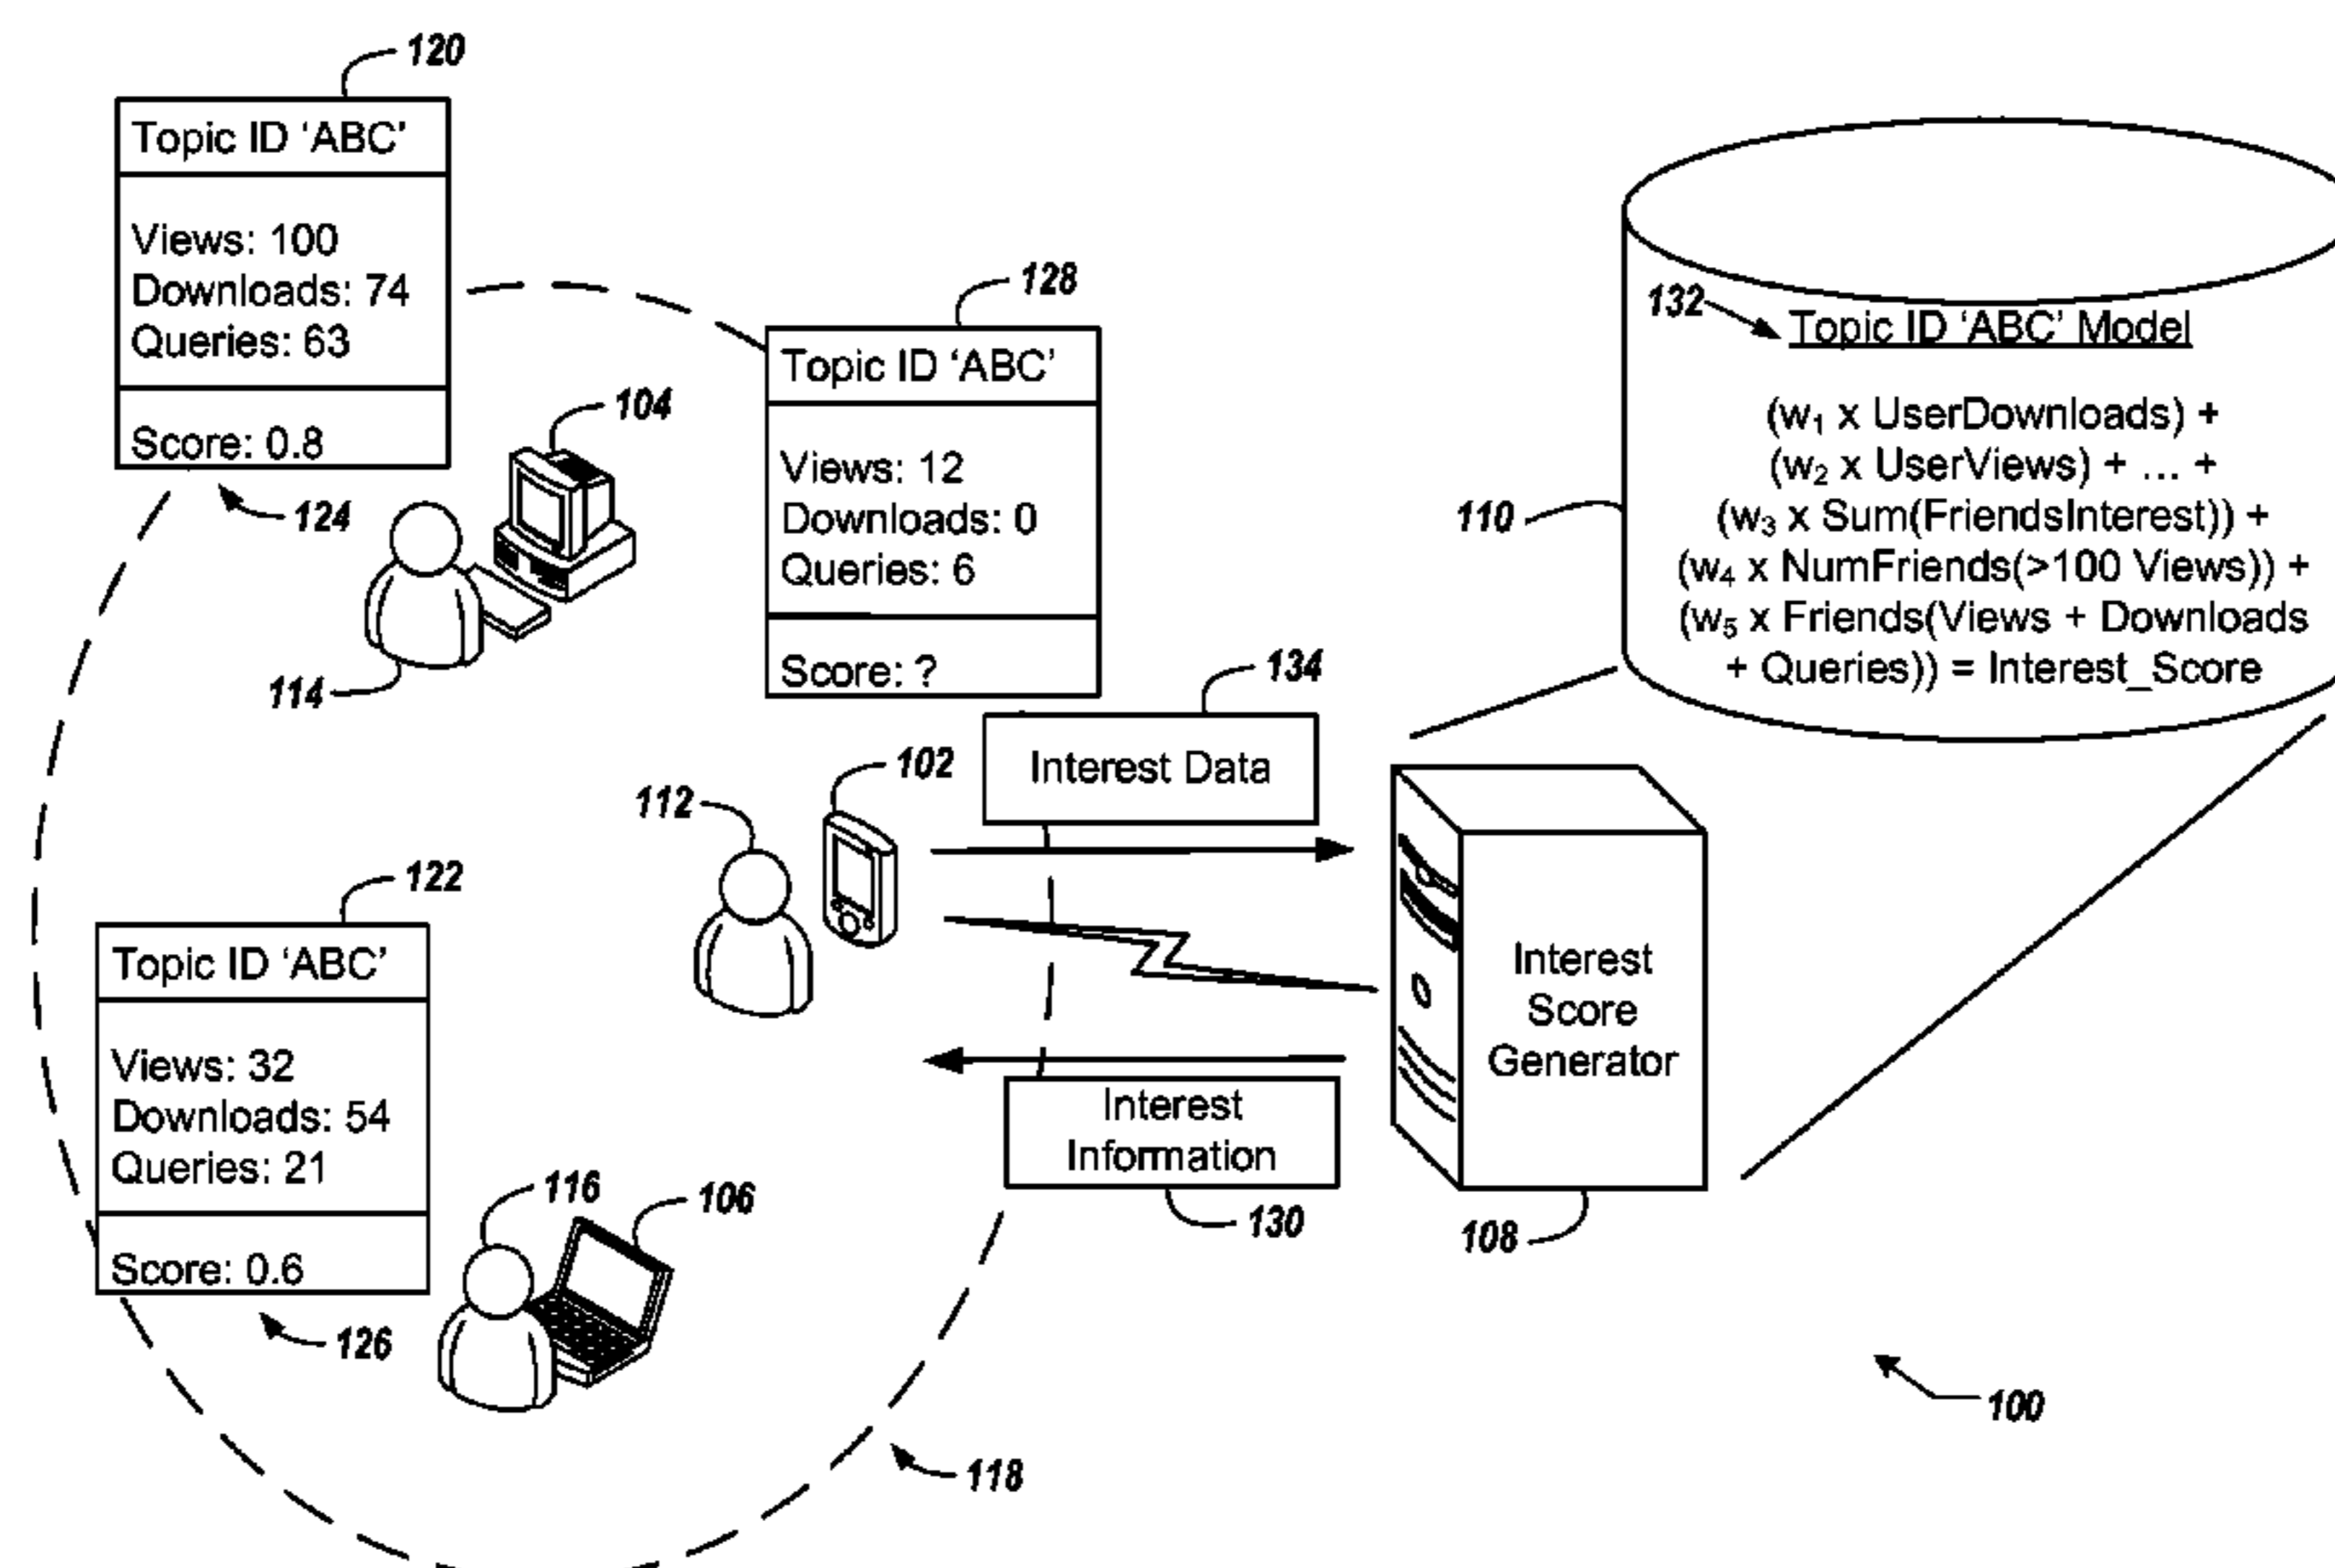 120
Topic ID ‘ABC’
Views: 100
Downloads: 74
Queries: 63
Score: 0.8
124
104
114
128
Topic ID ‘ABC’
Views: 12
Downloads: 0
Queries: 6
Score: ?
132
Topic ID ‘ABC’ Model
(w₁ x UserDownloads) +
(w₂ x UserViews) + ... +
(w₃ x Sum(FriendsInterest)) +
(w₄ x NumFriends(>100 Views)) +
(w₅ x Friends(Views + Downloads
+ Queries)) = Interest_Score
110
134
Interest Data
102
112
122
Topic ID ‘ABC’
Views: 32
Downloads: 54
Queries: 21
Score: 0.6
126
116
106
Interest
Information
130
Interest
Score
Generator
108
118
100